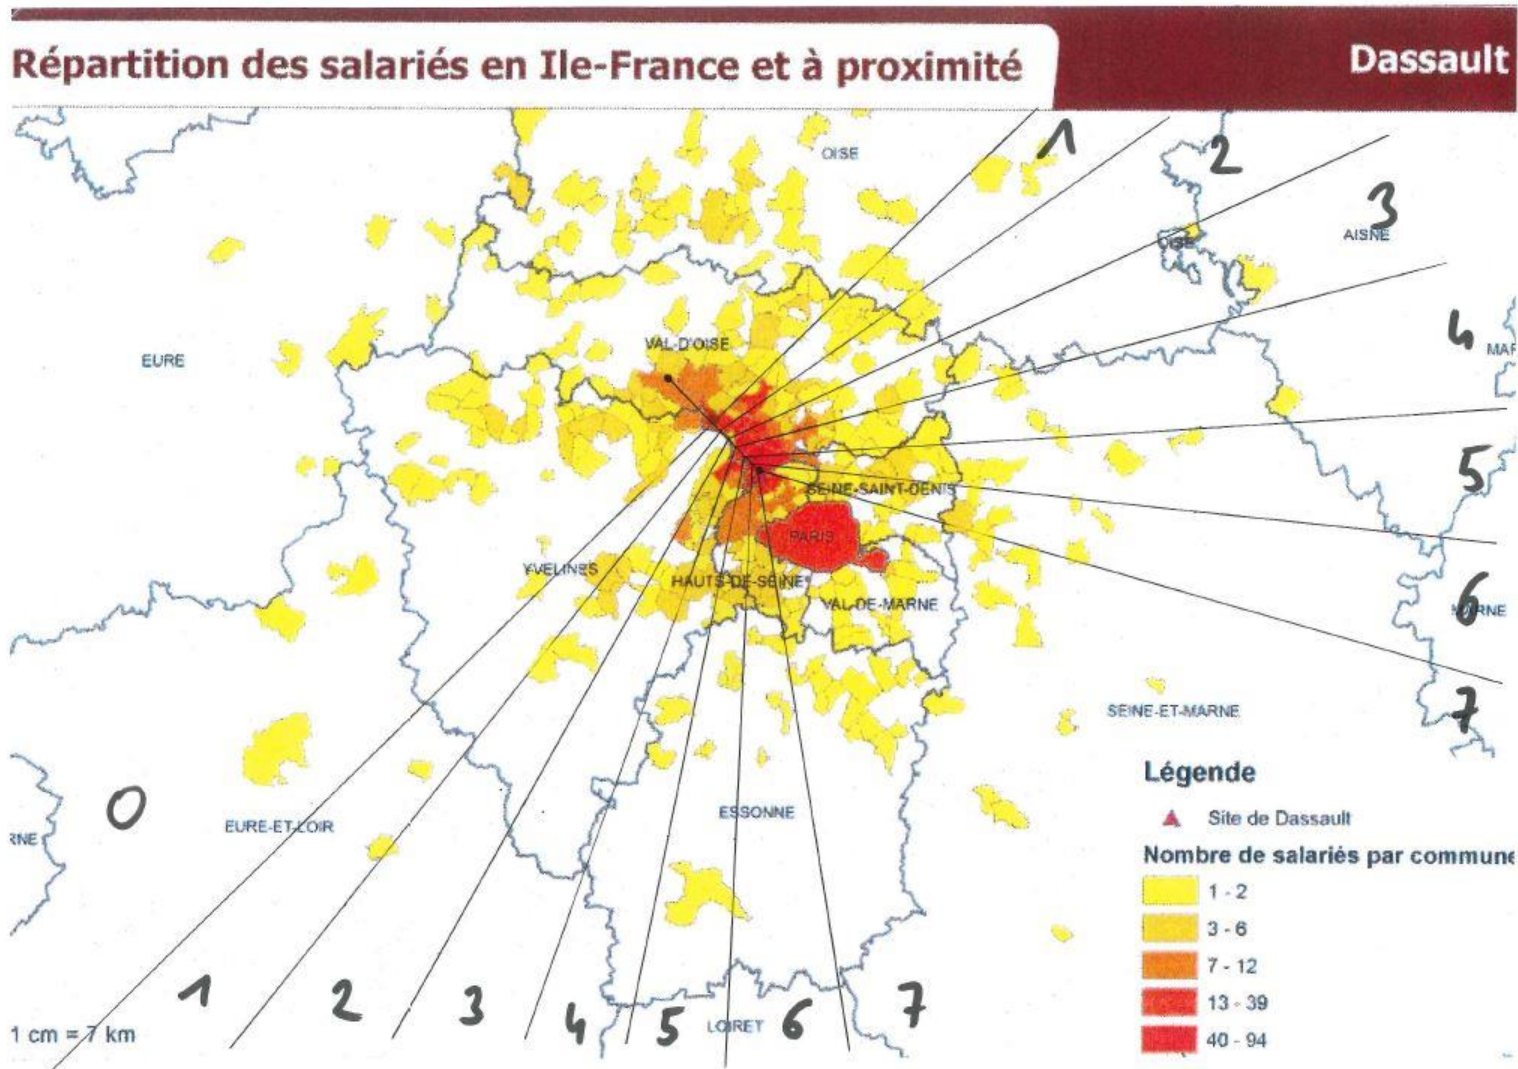 Répartition des salariés en Ile-France et à proximité
Dassault
1
2
3
OISE
OISE
AISNE
4
EURE
VAL-D'OISE
5
SEINE-SAINT-DENIS
PARIS
YVELINES
HAUTS-DE-SEINE
VAL-DE-MARNE
6
SEINE-ET-MARNE
7
0
EURE-ET-LOIR
ESSONNE
Légende
Site de Dassault
Nombre de salariés par commune
1 - 2
3 - 6
7 - 12
13 - 39
40 - 94
1
2
3
4
5
LOIRET
6
7
1 cm = 7 km